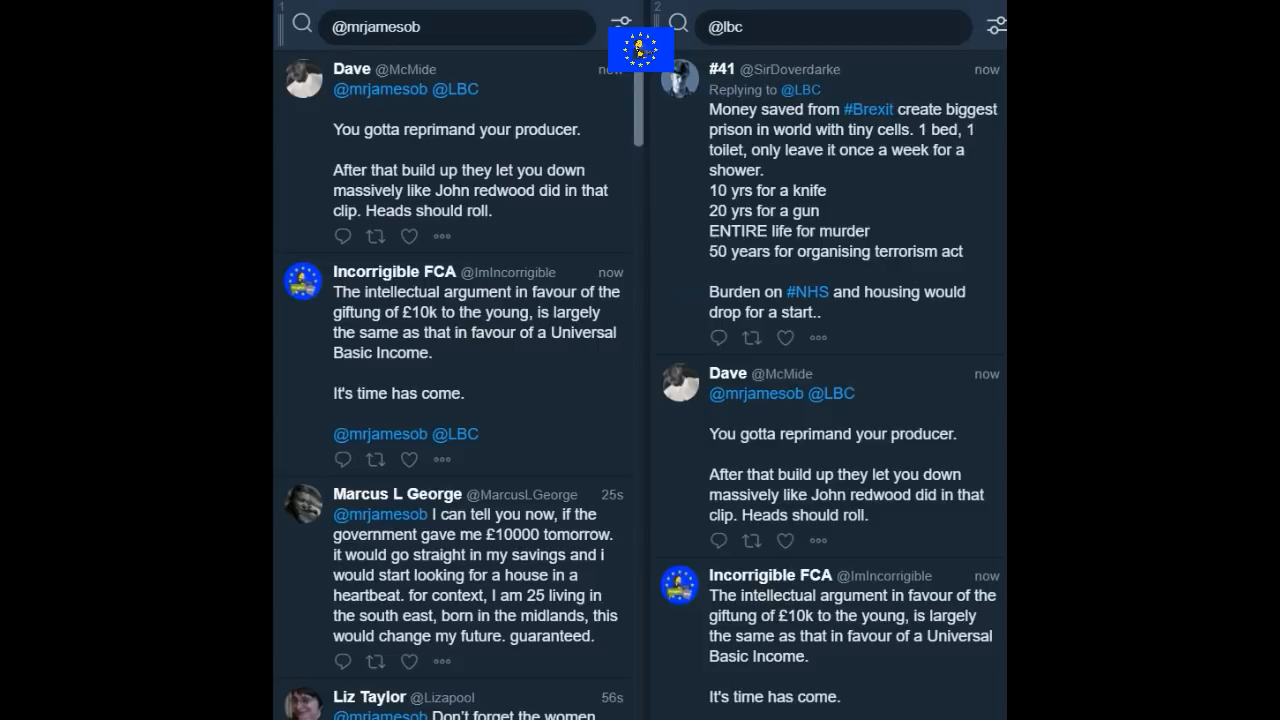 1
@mrjamesob
Dave @McMide now
@mrjamesob @LBC
You gotta reprimand your producer.
After that build up they let you down
massively like John redwood did in that
clip. Heads should roll.
Incorrigible FCA @ImIncorrigible now
The intellectual argument in favour of the
giftung of £10k to the young, is largely
the same as that in favour of a Universal
Basic Income.
It's time has come.
@mrjamesob @LBC
Marcus L George @MarcusLGeorge 25s
@mrjamesob I can tell you now, if the
government gave me £10000 tomorrow.
it would go straight in my savings and i
would start looking for a house in a
heartbeat. for context, I am 25 living in
the south east, born in the midlands, this
would change my future. guaranteed.
Liz Taylor @Lizapool 56s
@mrjamesob Don't forget the women
2
@lbc
#41 @SirDoverdarke now
Replying to @LBC
Money saved from #Brexit create biggest
prison in world with tiny cells. 1 bed, 1
toilet, only leave it once a week for a
shower.
10 yrs for a knife
20 yrs for a gun
ENTIRE life for murder
50 years for organising terrorism act
Burden on #NHS and housing would
drop for a start..
Dave @McMide now
@mrjamesob @LBC
You gotta reprimand your producer.
After that build up they let you down
massively like John redwood did in that
clip. Heads should roll.
Incorrigible FCA @ImIncorrigible now
The intellectual argument in favour of the
giftung of £10k to the young, is largely
the same as that in favour of a Universal
Basic Income.
It's time has come.